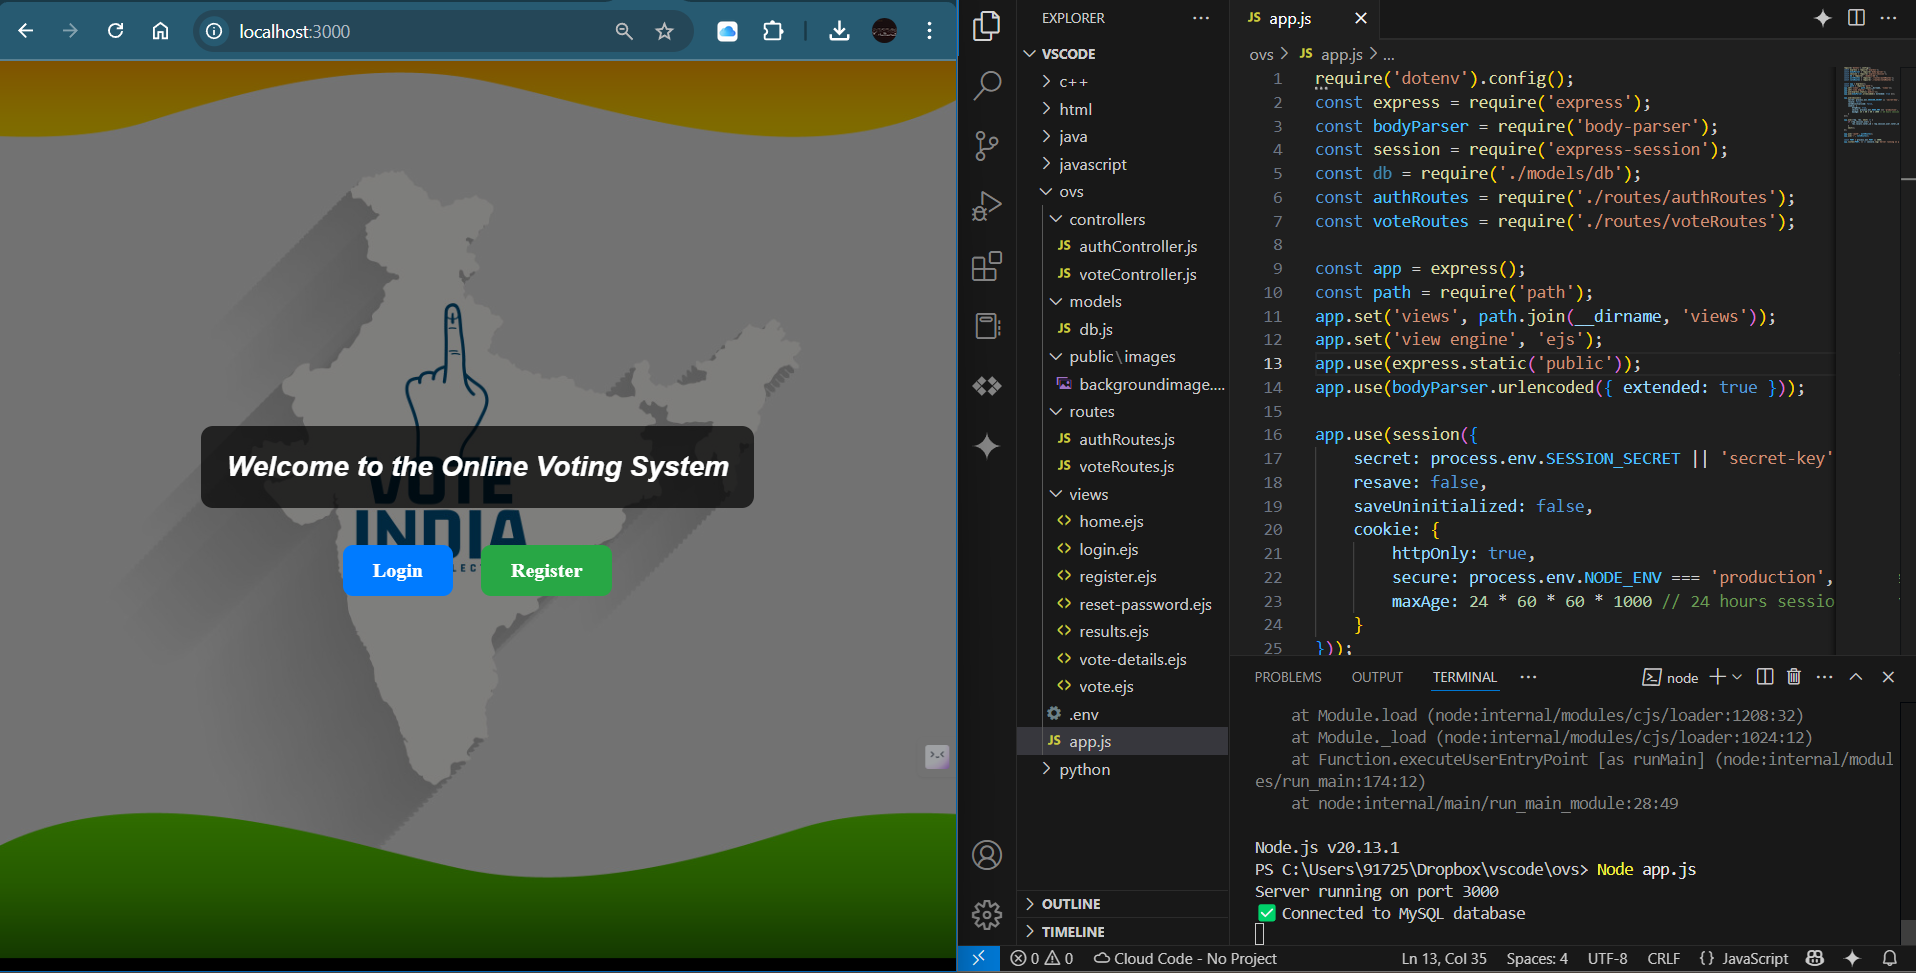 localhost:3000
Welcome to the Online Voting System
VOTE
INDIA
LECT
Login
Register
EXPLORER
VSCODE
c++
html
java
javascript
ovs
controllers
JS authController.js
JS voteController.js
models
JS db.js
public\images
backgroundimage....
routes
JS authRoutes.js
JS voteRoutes.js
views
<> home.ejs
<> login.ejs
<> register.ejs
<> reset-password.ejs
<> results.ejs
<> vote-details.ejs
<> vote.ejs
.env
JS app.js
python
OUTLINE
TIMELINE
JS app.js
ovs > JS app.js > ...
1 require('dotenv').config();
2 const express = require('express');
3 const bodyParser = require('body-parser');
4 const session = require('express-session');
5 const db = require('./models/db');
6 const authRoutes = require('./routes/authRoutes');
7 const voteRoutes = require('./routes/voteRoutes');
8
9 const app = express();
10 const path = require('path');
11 app.set('views', path.join(__dirname, 'views'));
12 app.set('view engine', 'ejs');
13 app.use(express.static('public'));
14 app.use(bodyParser.urlencoded({ extended: true }));
15
16 app.use(session({
17 secret: process.env.SESSION_SECRET || 'secret-key'
18 resave: false,
19 saveUninitialized: false,
20 cookie: {
21 httpOnly: true,
22 secure: process.env.NODE_ENV === 'production',
23 maxAge: 24 * 60 * 60 * 1000 // 24 hours sessio
24 }
25 }));
PROBLEMS OUTPUT TERMINAL ... node
at Module.load (node:internal/modules/cjs/loader:1208:32)
at Module._load (node:internal/modules/cjs/loader:1024:12)
at Function.executeUserEntryPoint [as runMain] (node:internal/modul
es/run_main:174:12)
at node:internal/main/run_main_module:28:49
Node.js v20.13.1
PS C:\Users\91725\Dropbox\vscode\ovs> Node app.js
Server running on port 3000
✅ Connected to MySQL database
0 0 Cloud Code - No Project Ln 13, Col 35 Spaces: 4 UTF-8 CRLF {} JavaScript